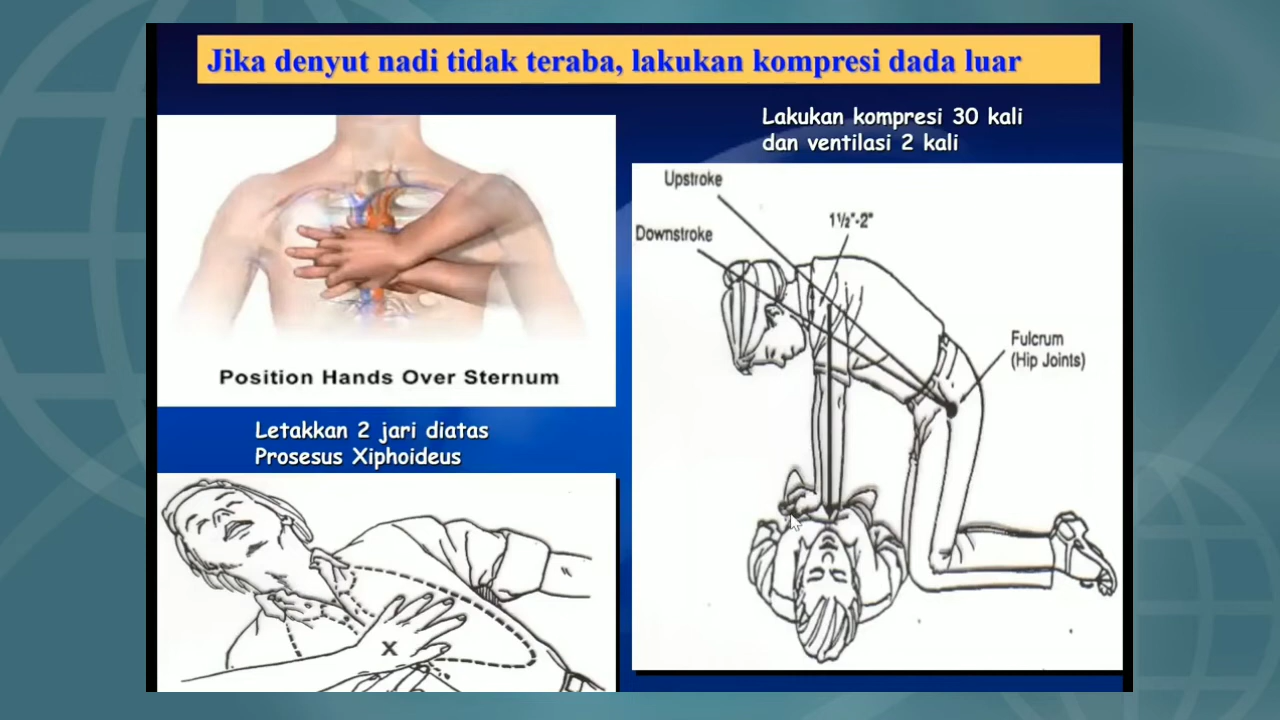 Jika denyut nadi tidak teraba, lakukan kompresi dada luar
Position Hands Over Sternum
Letakkan 2 jari diatas
Prosesus Xiphoideus
X
Lakukan kompresi 30 kali
dan ventilasi 2 kali
Upstroke
1½"-2"
Downstroke
Fulcrum
(Hip Joints)